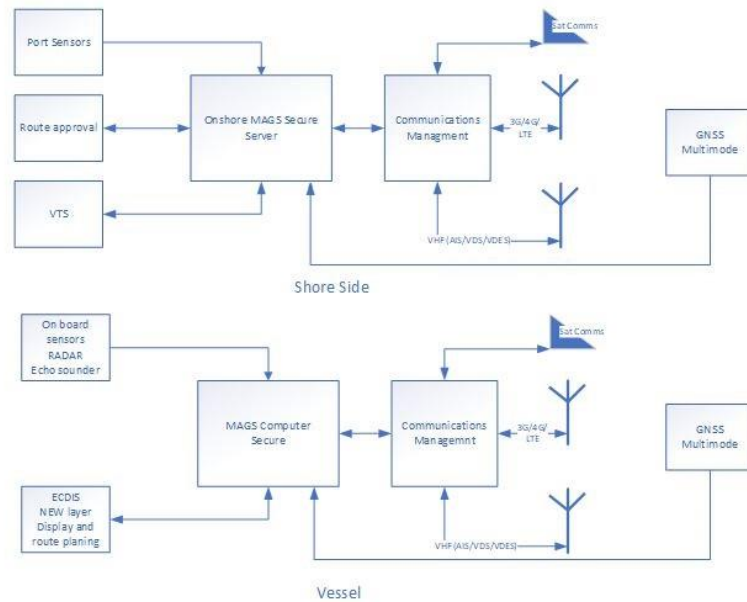 Port Sensors
Sat Comms
Route approval
Onshore MAGS Secure
Server
Communications
Managment
3G/4G/
LTE
GNSS
Multimode
VTS
VHF (AIS/VDS/VDES)
Shore Side
On board
sensors
RADAR
Echo sounder
Sat Comms
MAGS Computer
Secure
Communications
Managemnt
3G/4G/
LTE
GNSS
Multimode
ECDIS
NEW layer
Display and
route planing
VHF (AIS/VDS/VDES)
Vessel